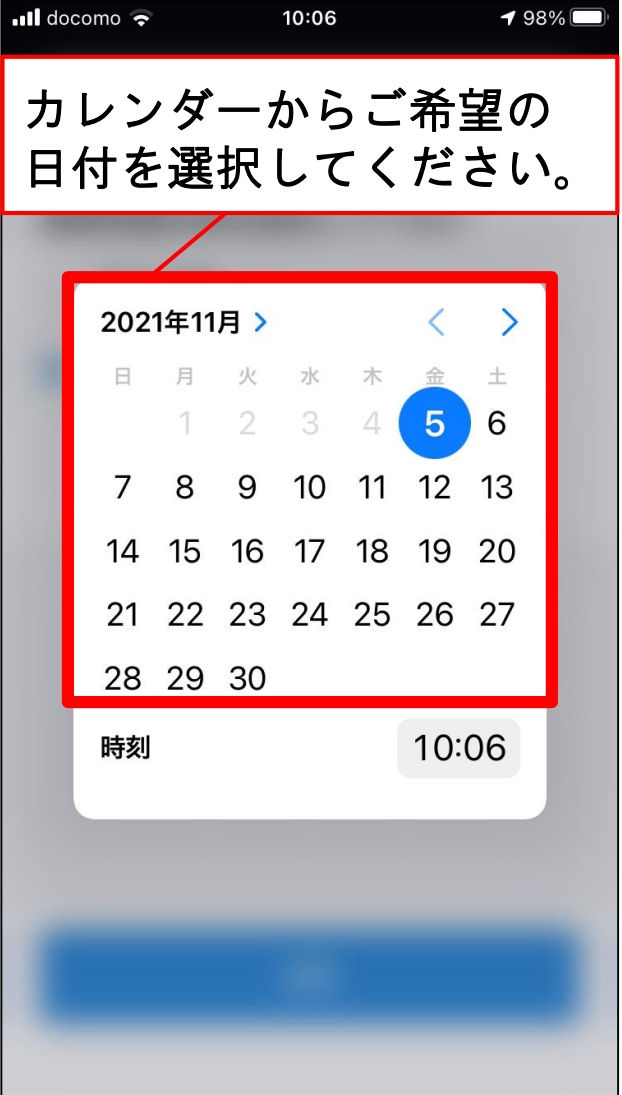 docomo 10:06 98%
カレンダーからご希望の
日付を選択してください。
2021年11月
日 月 火 水 木 金 土
1 2 3 4 5 6
7 8 9 10 11 12 13
14 15 16 17 18 19 20
21 22 23 24 25 26 27
28 29 30
時刻 10:06